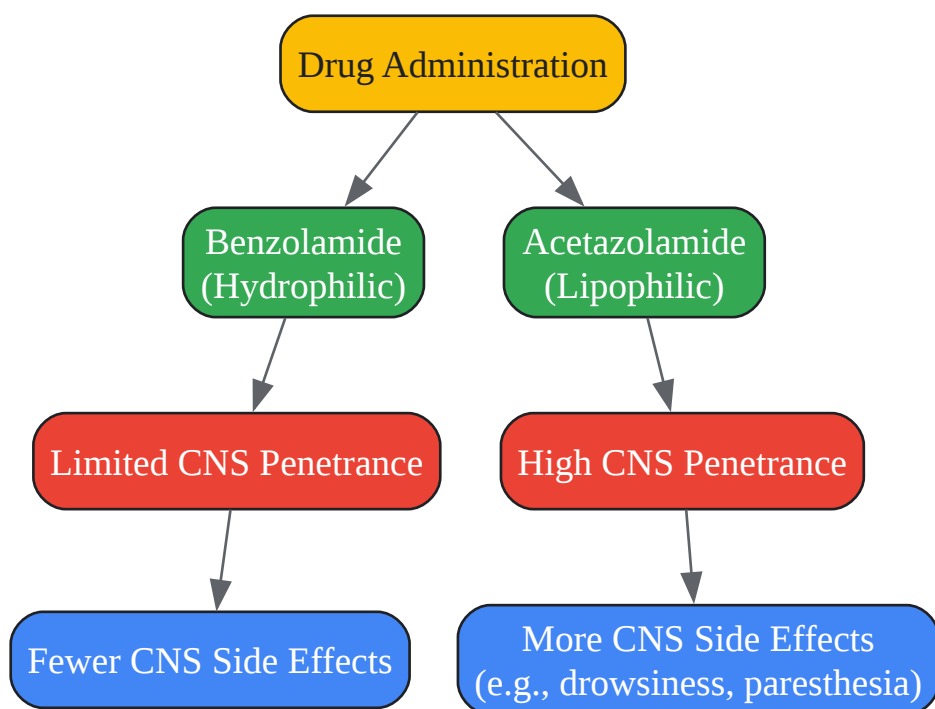 Drug Administration
Benzolamide
(Hydrophilic)
Acetazolamide
(Lipophilic)
Limited CNS Penetrance
High CNS Penetrance
Fewer CNS Side Effects
More CNS Side Effects
(e.g., drowsiness, paresthesia)